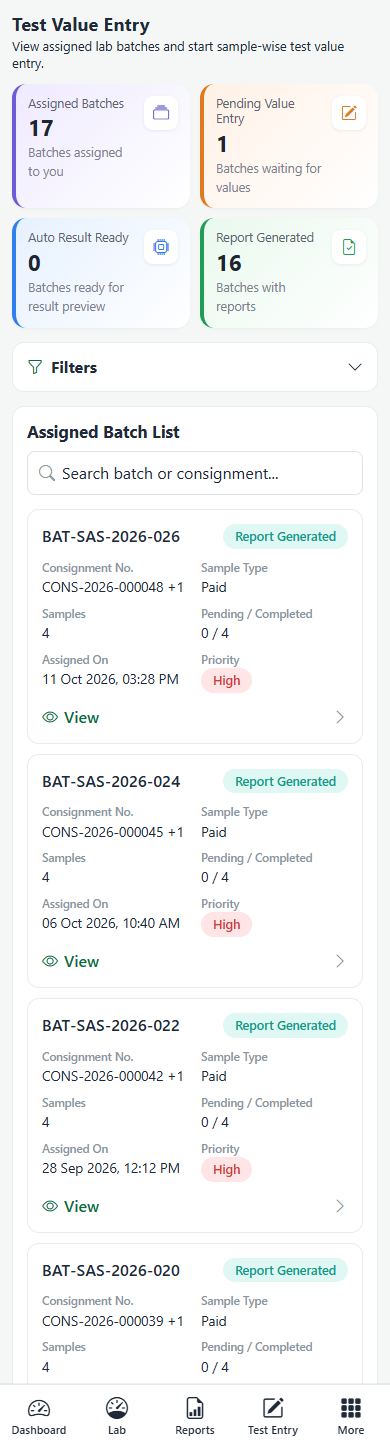 Test Value Entry
View assigned lab batches and start sample-wise test value
entry.
Assigned Batches
17
Batches assigned
to you
Pending Value
Entry
1
Batches waiting for
values
Auto Result Ready
0
Batches ready for
result preview
Report Generated
16
Batches with
reports
Filters
Assigned Batch List
Search batch or consignment...
BAT-SAS-2026-026
Report Generated
Consignment No.
Sample Type
CONS-2026-000048 +1
Paid
Samples
Pending / Completed
4
0 / 4
Assigned On
Priority
11 Oct 2026, 03:28 PM
High
View
BAT-SAS-2026-024
Report Generated
Consignment No.
Sample Type
CONS-2026-000045 +1
Paid
Samples
Pending / Completed
4
0 / 4
Assigned On
Priority
06 Oct 2026, 10:40 AM
High
View
BAT-SAS-2026-022
Report Generated
Consignment No.
Sample Type
CONS-2026-000042 +1
Paid
Samples
Pending / Completed
4
0 / 4
Assigned On
Priority
28 Sep 2026, 12:12 PM
High
View
BAT-SAS-2026-020
Report Generated
Consignment No.
Sample Type
CONS-2026-000039 +1
Paid
Samples
Pending / Completed
4
0 / 4
Dashboard
Lab
Reports
Test Entry
More